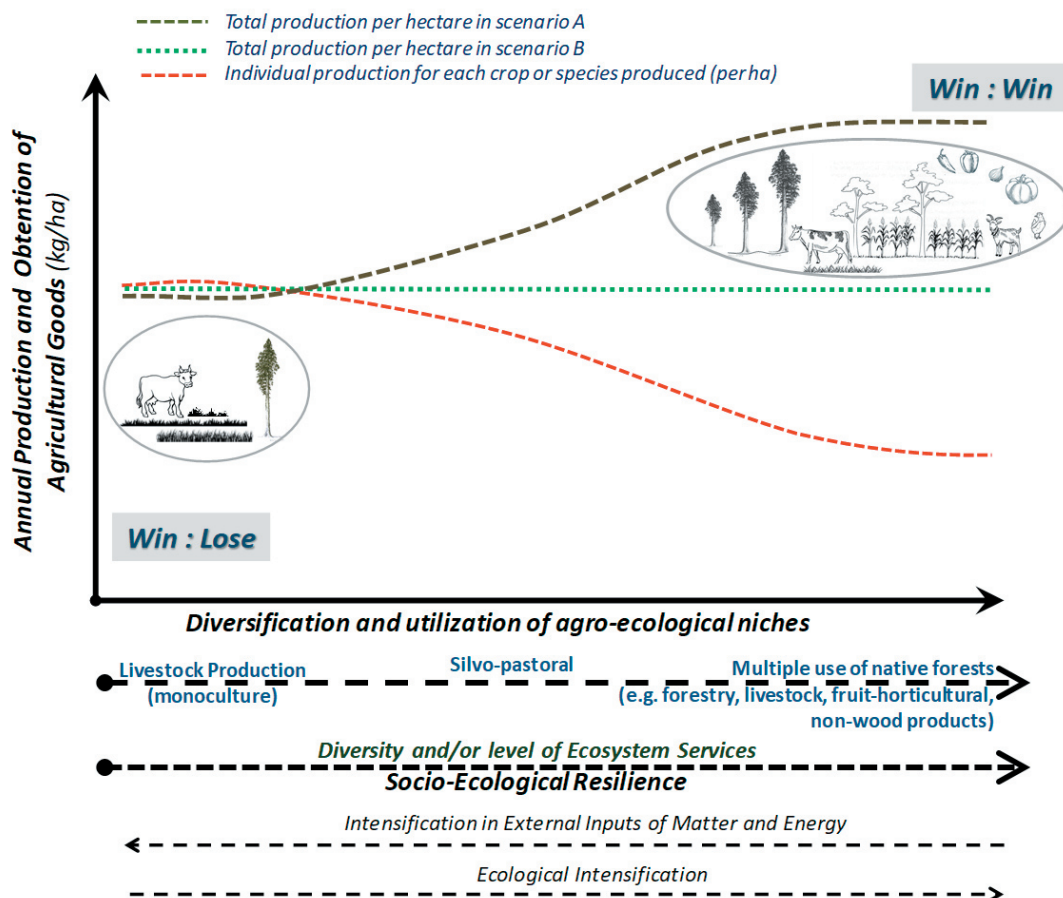 Total production per hectare in scenario A
Total production per hectare in scenario B
Individual production for each crop or species produced (per ha)
Win : Win
Annual Production and Obtention of
Agricultural Goods (kg/ha)
Win : Lose
Diversification and utilization of agro-ecological niches
Livestock Production
(monoculture)
Silvo-pastoral
Multiple use of native forests
(e.g. forestry, livestock, fruit-horticultural,
non-wood products)
Diversity and/or level of Ecosystem Services
Socio-Ecological Resilience
Intensification in External Inputs of Matter and Energy
Ecological Intensification